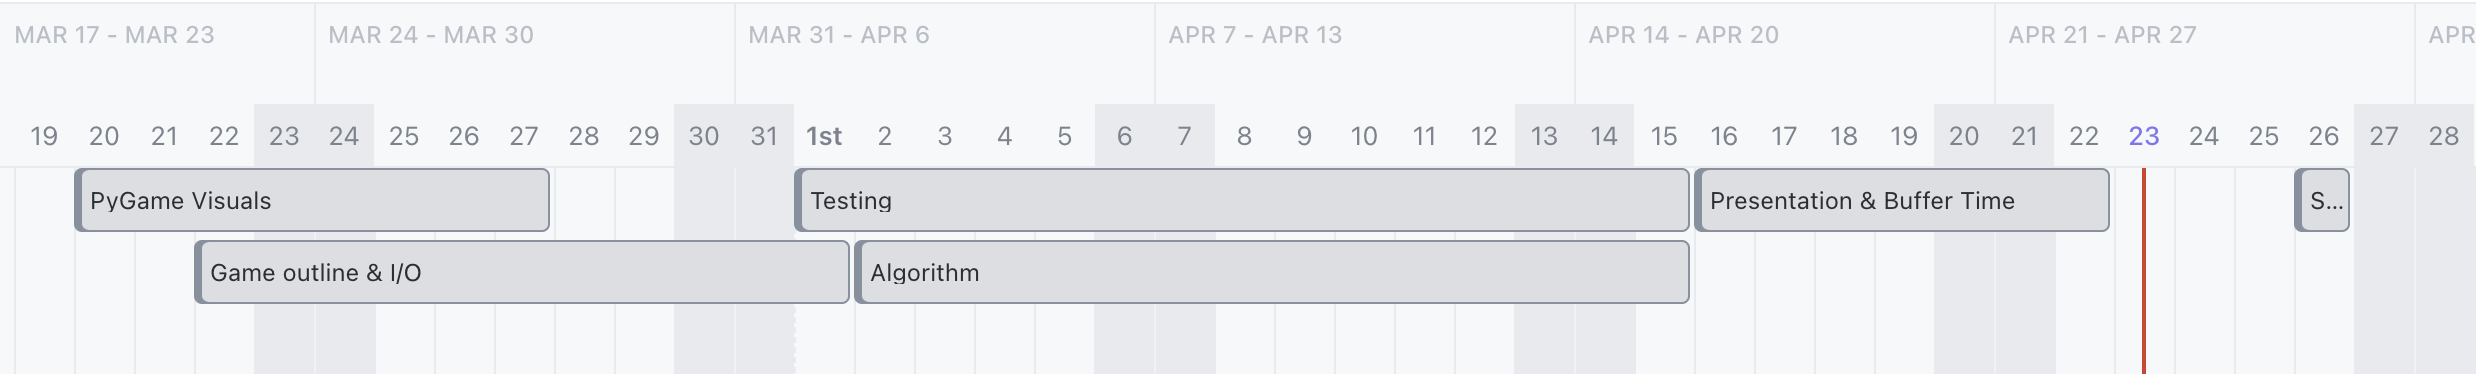 MAR 17 - MAR 23 MAR 24 - MAR 30 MAR 31 - APR 6 APR 7 - APR 13 APR 14 - APR 20 APR 21 - APR 27 APR
19 20 21 22 23 24 25 26 27 28 29 30 31 1st 2 3 4 5 6 7 8 9 10 11 12 13 14 15 16 17 18 19 20 21 22 23 24 25 26 27 28
PyGame Visuals Testing Presentation & Buffer Time S...
Game outline & I/O Algorithm